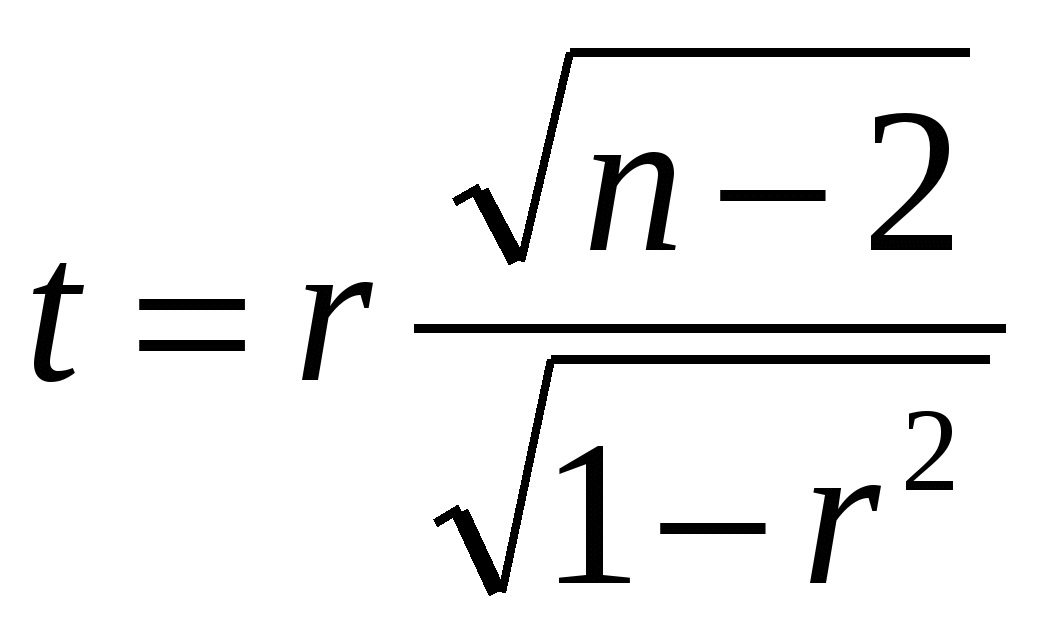 t = r √(n − 2) / √(1 − r²)